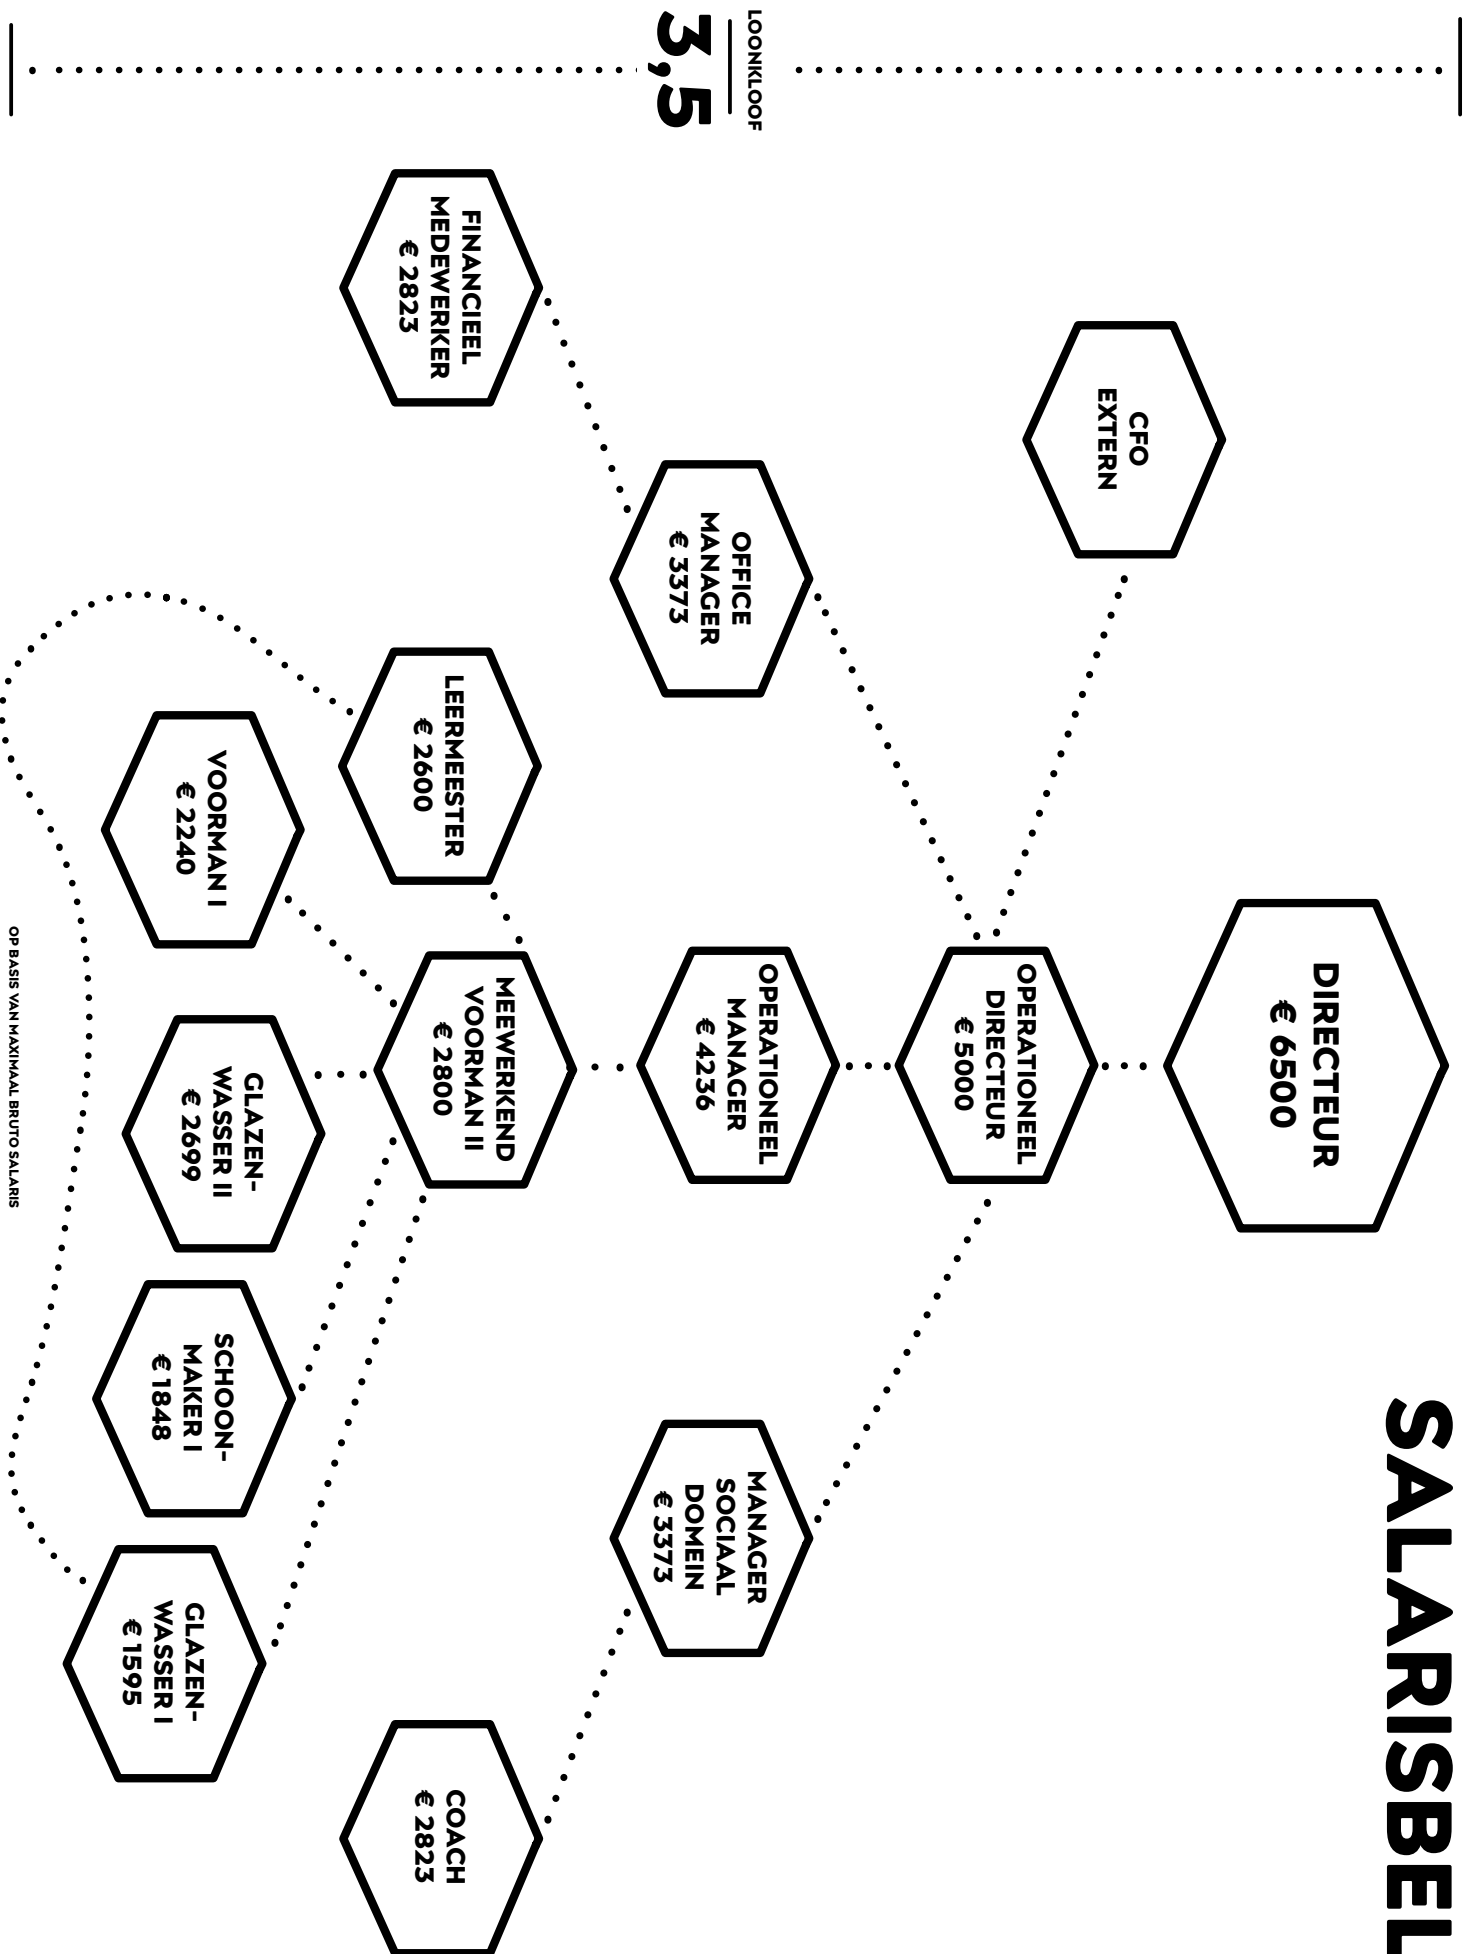 SALARISBEL
LOONKLOOF
3,5
DIRECTEUR
€ 6500
CFO
EXTERN
OPERATIONEEL
DIRECTEUR
€ 5000
OFFICE
MANAGER
€ 3373
OPERATIONEEL
MANAGER
€ 4236
MANAGER
SOCIAAL
DOMEIN
€ 3373
FINANCIEEL
MEDEWERKER
€ 2823
LEERMEESTER
€ 2600
MEEWERKEND
VOORMAN II
€ 2800
COACH
€ 2823
VOORMAN I
€ 2240
GLAZEN-
WASSER II
€ 2699
SCHOON-
MAKER I
€ 1848
GLAZEN-
WASSER I
€ 1595
OP BASIS VAN MAXIMAAL BRUTO SALARIS